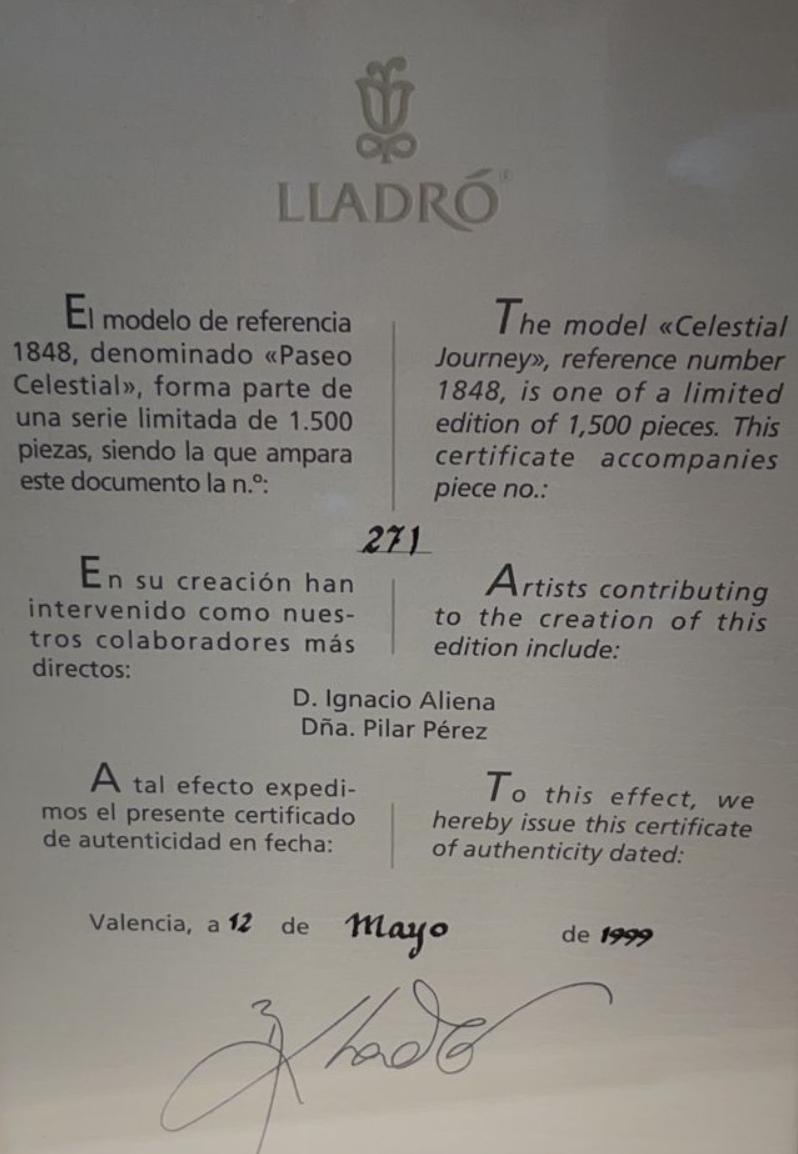 LLADRÓ®
El modelo de referencia
1848, denominado «Paseo
Celestial», forma parte de
una serie limitada de 1.500
piezas, siendo la que ampara
este documento la n.º:
The model «Celestial
Journey», reference number
1848, is one of a limited
edition of 1,500 pieces. This
certificate accompanies
piece no.:
271
En su creación han
intervenido como nues-
tros colaboradores más
directos:
Artists contributing
to the creation of this
edition include:
D. Ignacio Aliena
Dña. Pilar Pérez
A tal efecto expedi-
mos el presente certificado
de autenticidad en fecha:
To this effect, we
hereby issue this certificate
of authenticity dated:
Valencia, a 12 de Mayo de 1999